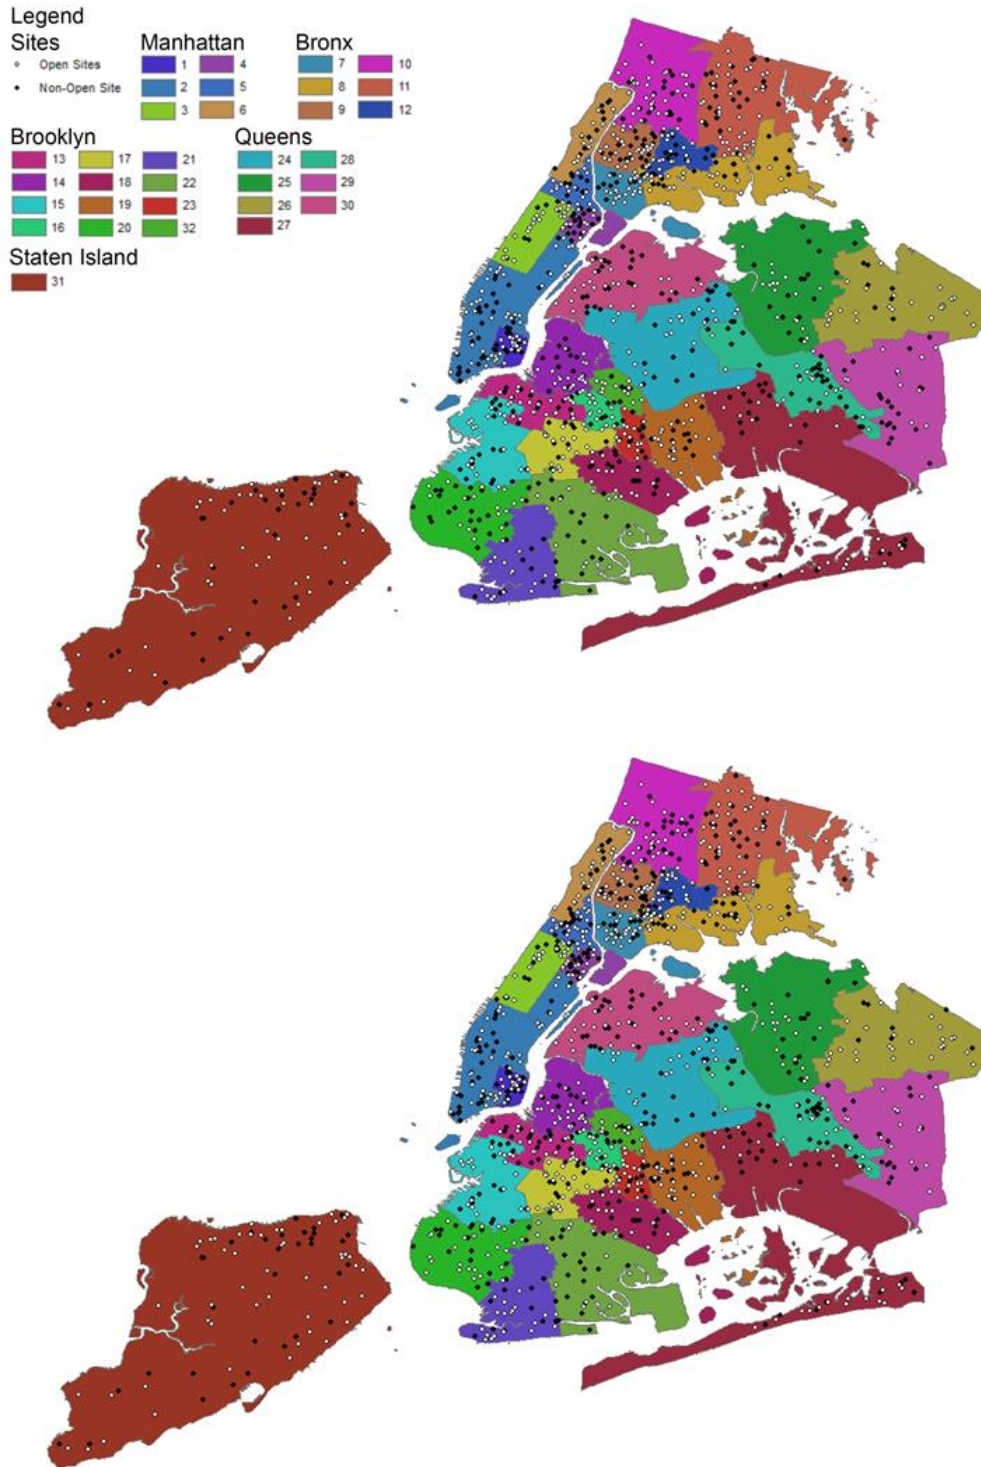 Legend
Sites
Open Sites
Non-Open Site
Manhattan
1 4
2 5
3 6
Bronx
7 10
8 11
9 12
Brooklyn
13 17 21
14 18 22
15 19 23
16 20 32
Queens
24 28
25 29
26 30
27
Staten Island
31